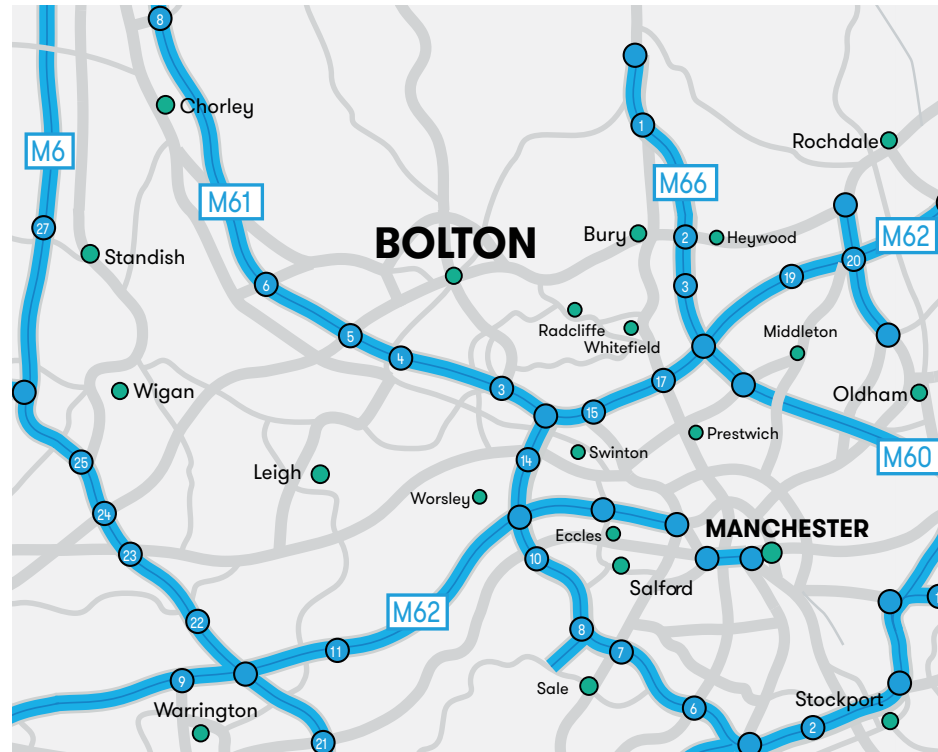 8
Chorley
1
Rochdale
M6
M66
M61
27
BOLTON
Bury
2
Heywood
M62
Standish
20
19
6
3
Radcliffe
Whitefield
Middleton
5
4
17
Wigan
3
Oldham
15
Prestwich
14
Swinton
M60
25
Leigh
Worsley
24
MANCHESTER
Eccles
23
10
Salford
M62
22
8
7
11
9
Sale
6
Stockport
Warrington
2
21